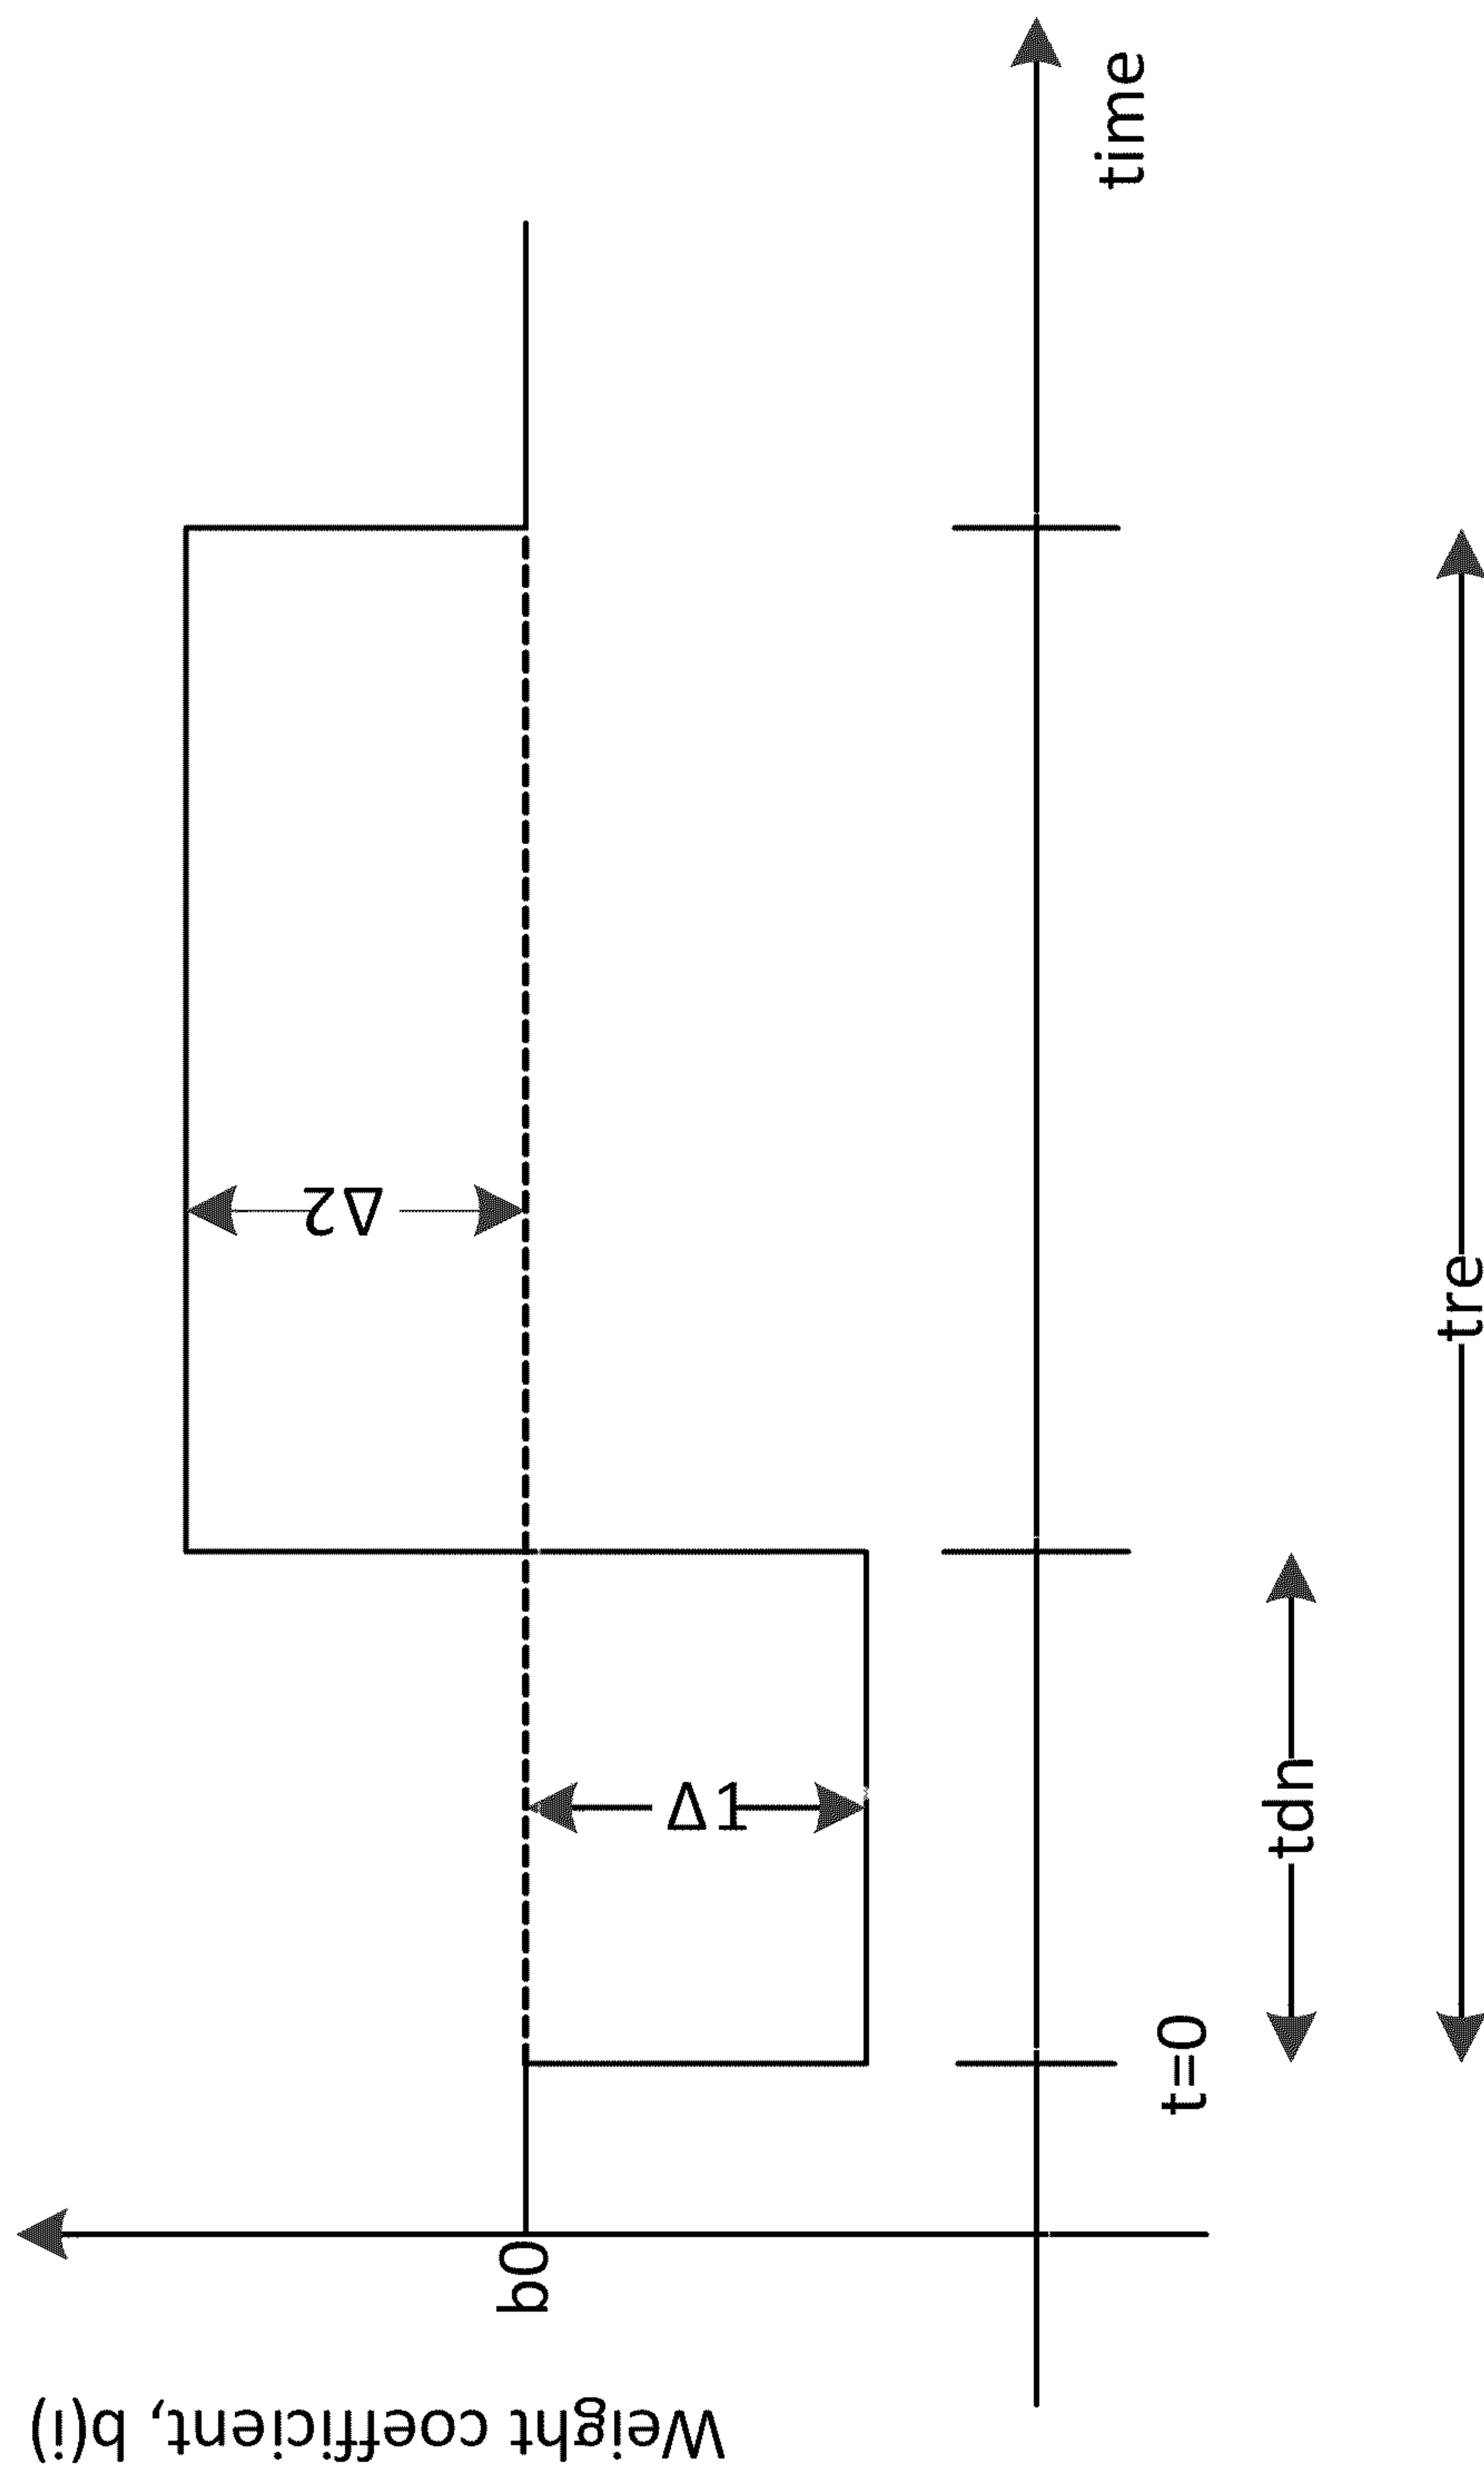 Weight coefficient, b(i)
b0
Δ2
Δ1
t=0
time
tdn
tre